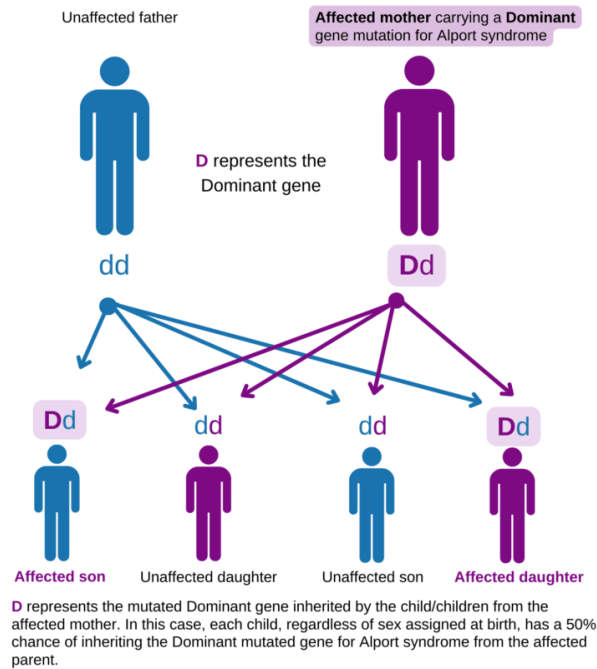 Unaffected father
Affected mother carrying a Dominant
gene mutation for Alport syndrome
D represents the
Dominant gene
dd
Dd
Dd
dd
dd
Dd
Affected son
Unaffected daughter
Unaffected son
Affected daughter
D represents the mutated Dominant gene inherited by the child/children from the
affected mother. In this case, each child, regardless of sex assigned at birth, has a 50%
chance of inheriting the Dominant mutated gene for Alport syndrome from the affected
parent.